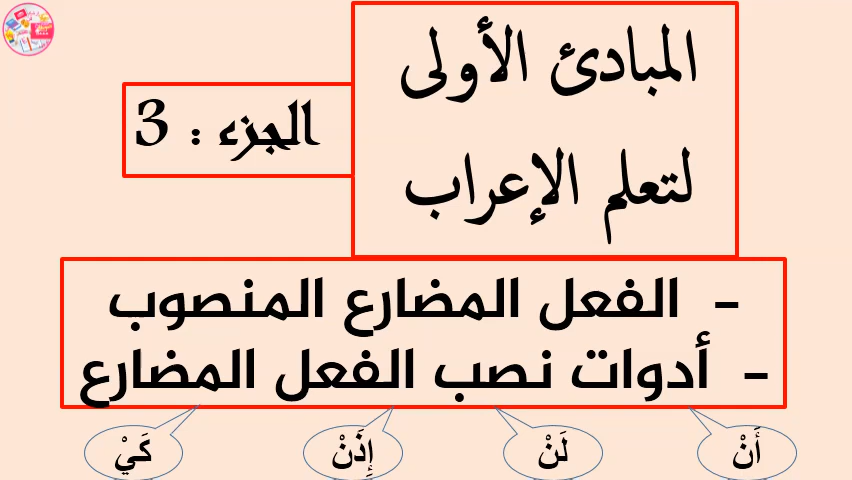 المبادئ الأولى
لتعلم الإعراب
الجزء : 3
- الفعل المضارع المنصوب
- أدوات نصب الفعل المضارع
أَنْ
لَنْ
إِذَنْ
كَيْ